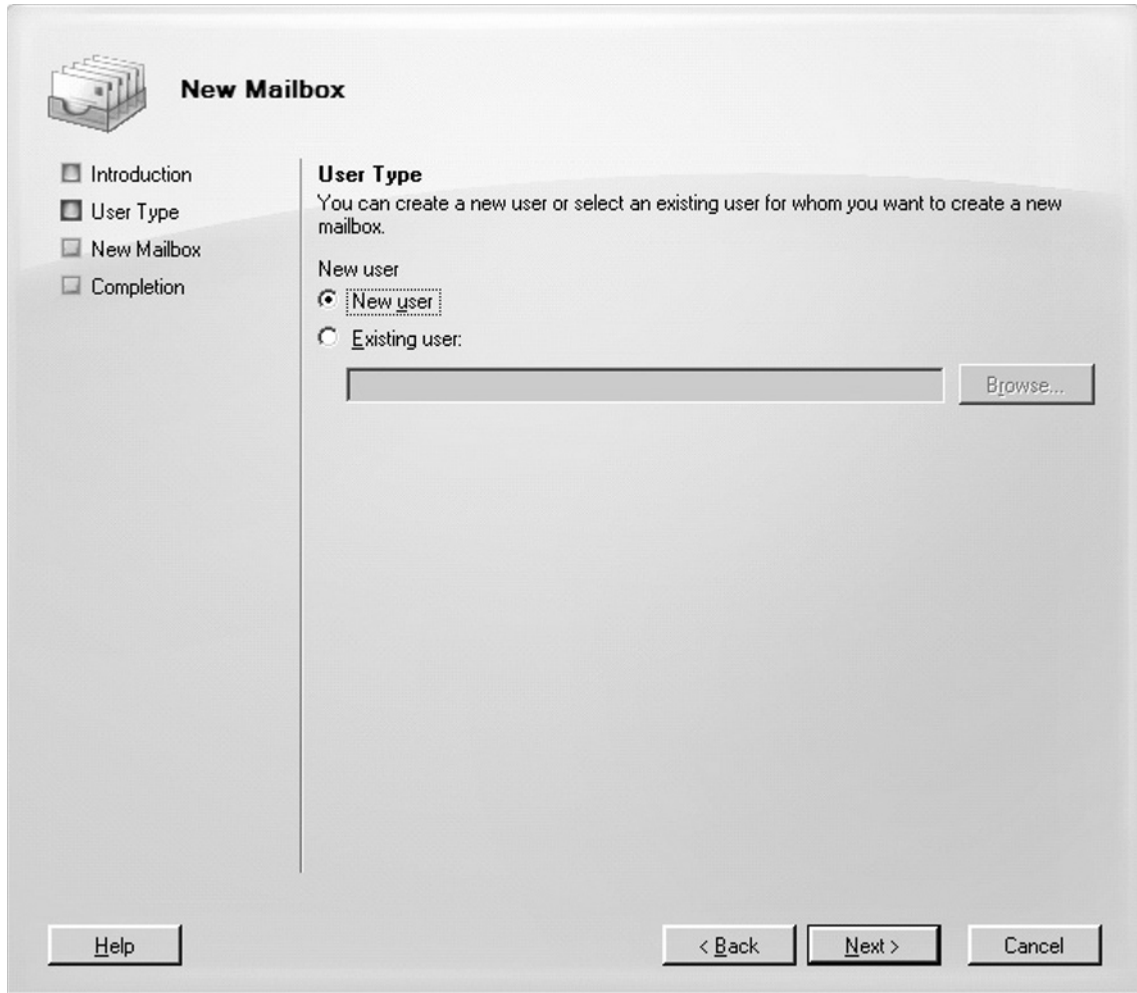 New Mailbox
Introduction
User Type
New Mailbox
Completion
User Type
You can create a new user or select an existing user for whom you want to create a new
mailbox.
New user
New user
Existing user:
Browse...
Help
< Back
Next >
Cancel